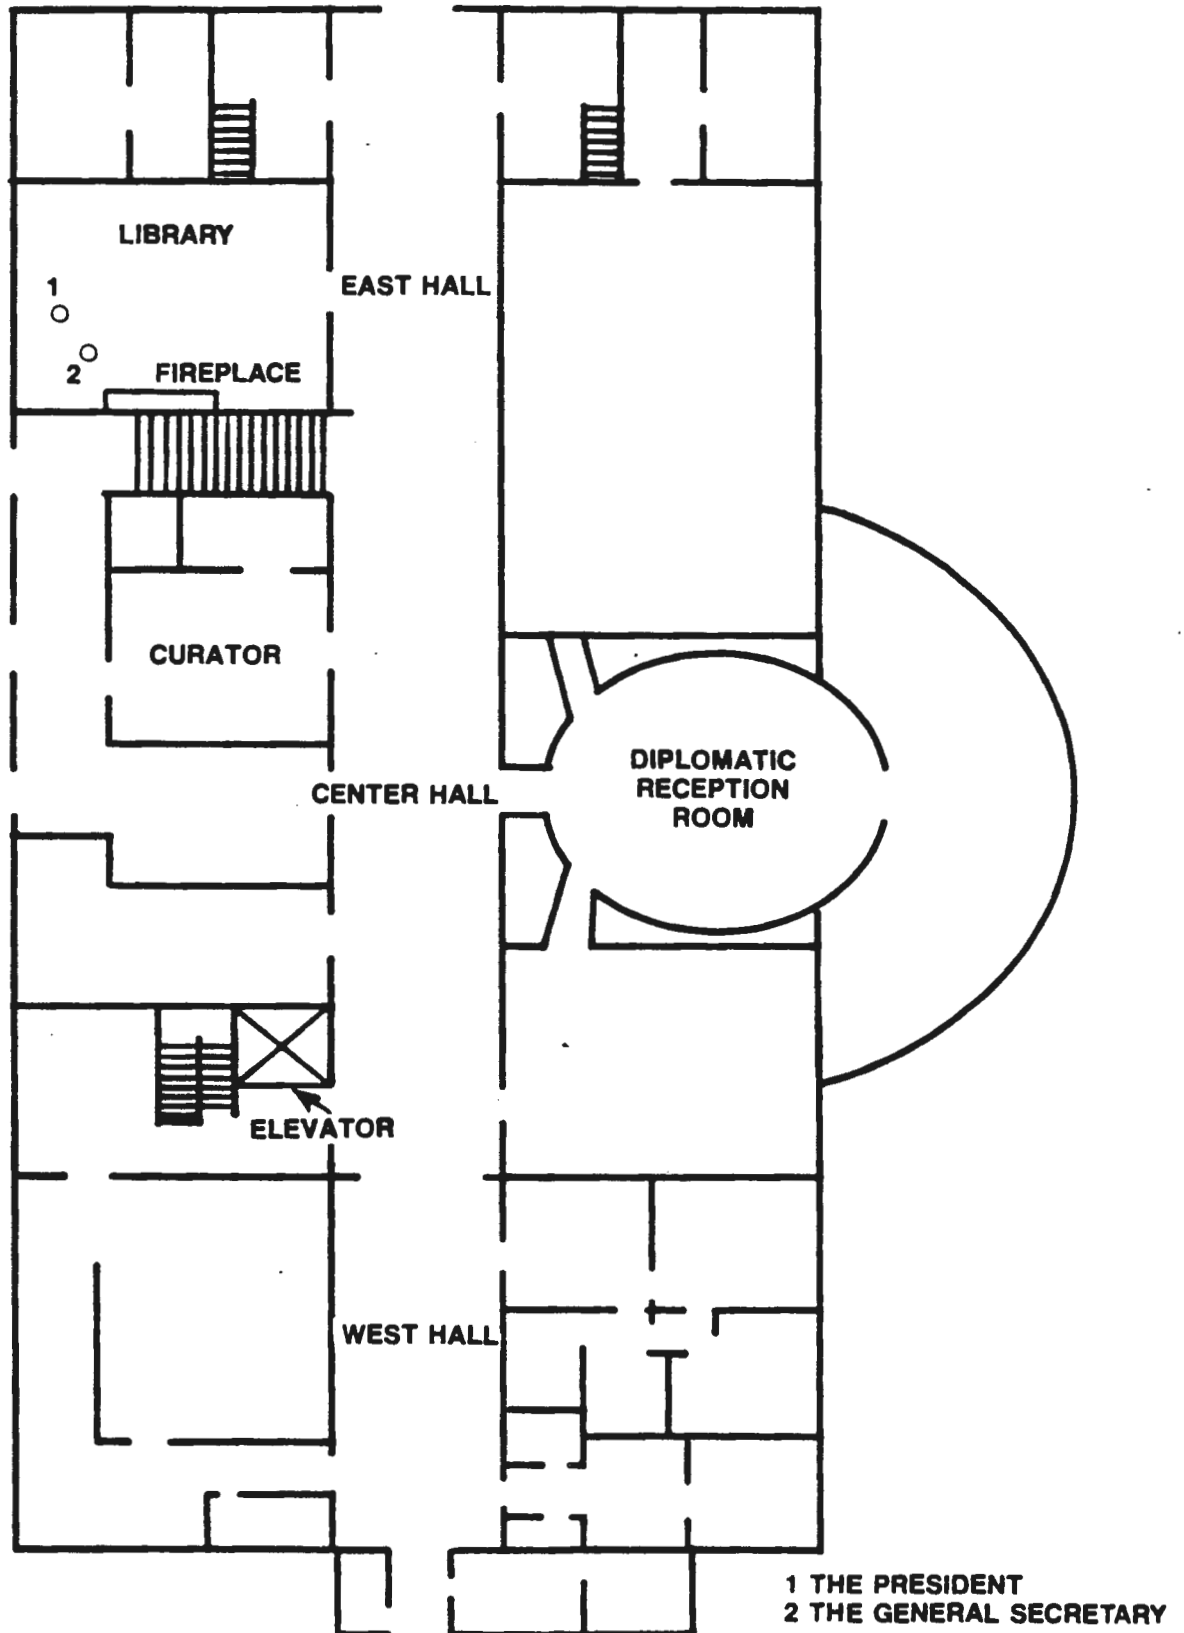 LIBRARY
1
EAST HALL
2
FIREPLACE
CURATOR
DIPLOMATIC
RECEPTION
ROOM
CENTER HALL
ELEVATOR
WEST HALL
1 THE PRESIDENT
2 THE GENERAL SECRETARY